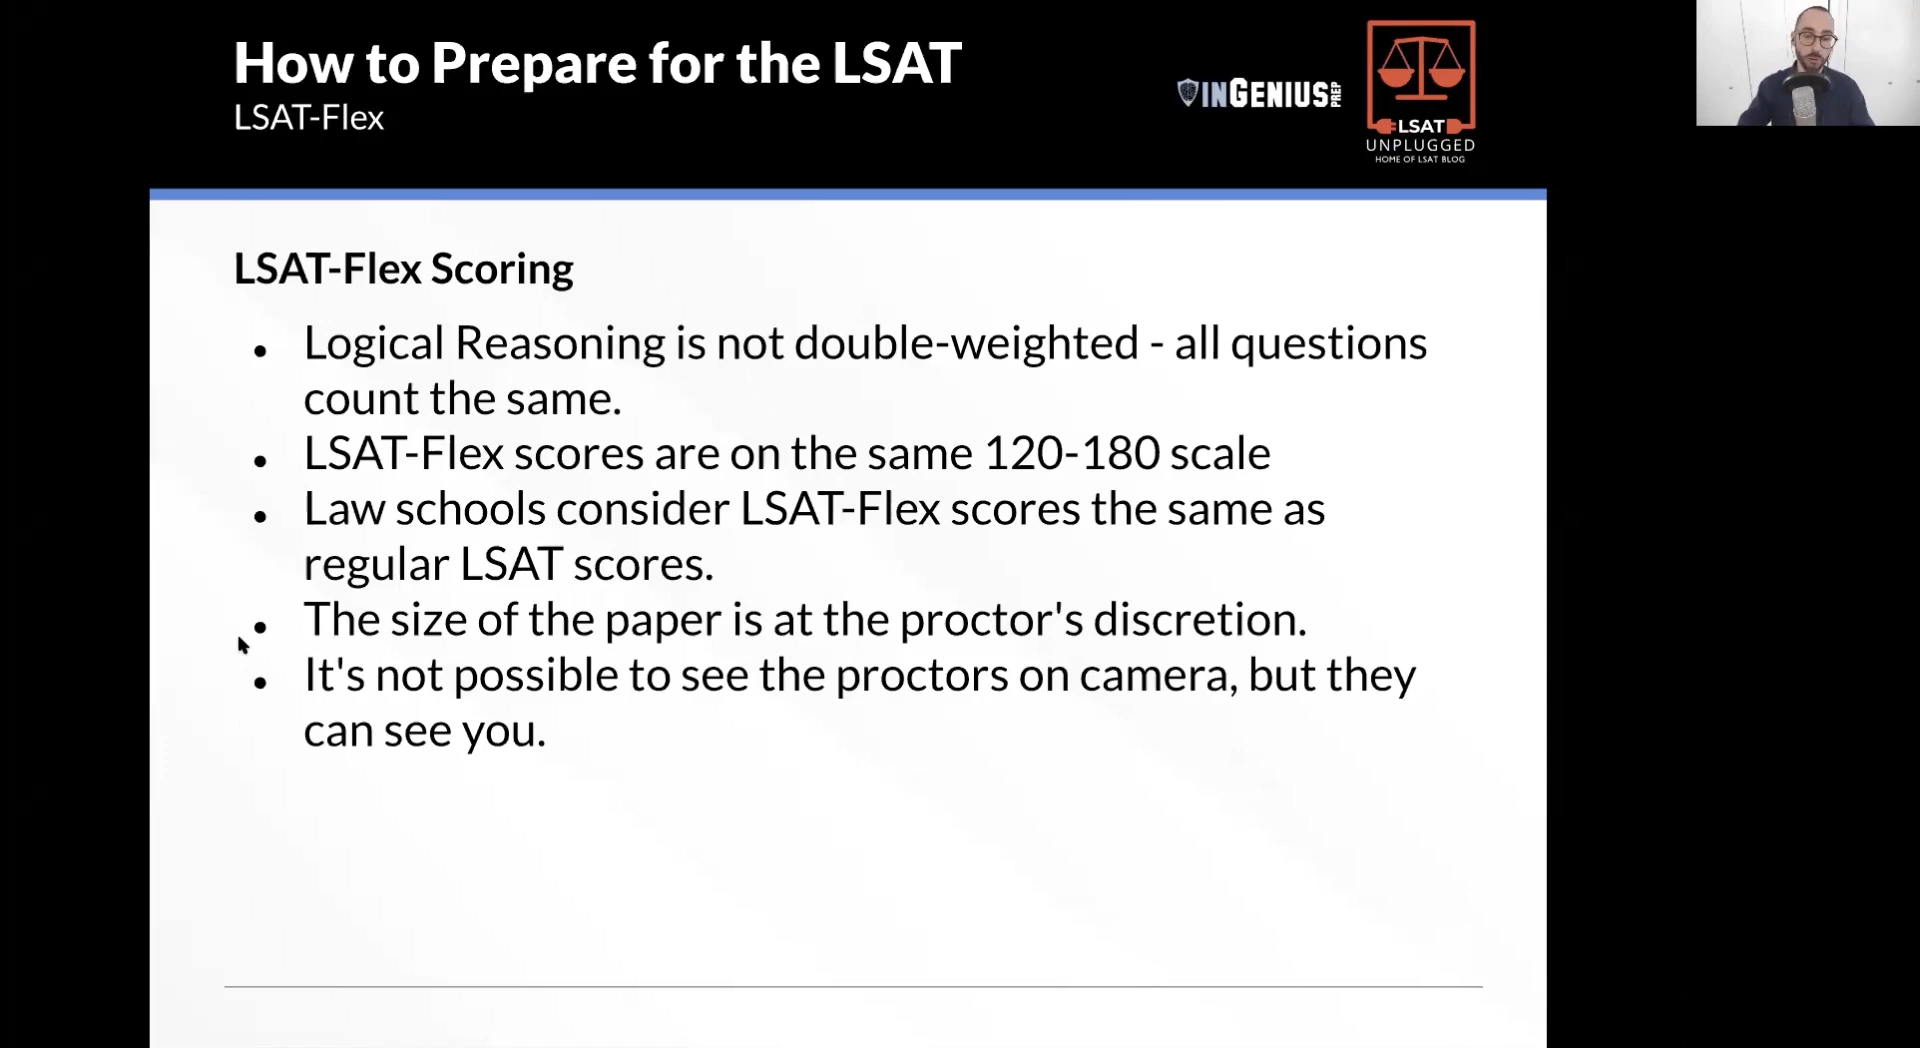 How to Prepare for the LSAT
LSAT-Flex
INGENIUS PREP
LSAT
UNPLUGGED
HOME OF LSAT BLOG
LSAT-Flex Scoring
• Logical Reasoning is not double-weighted - all questions
count the same.
• LSAT-Flex scores are on the same 120-180 scale
• Law schools consider LSAT-Flex scores the same as
regular LSAT scores.
• The size of the paper is at the proctor's discretion.
• It's not possible to see the proctors on camera, but they
can see you.